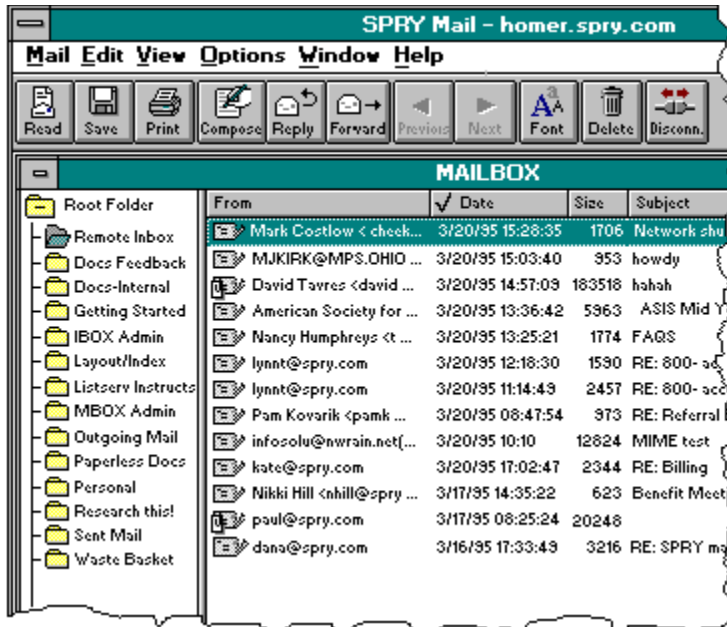 SPRY Mail - homer.spry.com
Mail Edit View Options Window Help
Read Save Print Compose Reply Forward Previous Next Font Delete Disconn.
MAILBOX
Root Folder
Remote Inbox
Docs Feedback
Docs-Internal
Getting Started
IBOX Admin
Layout/Index
Listserv Instructs
MBOX Admin
Outgoing Mail
Paperless Docs
Personal
Research this!
Sent Mail
Waste Basket
From Date Size Subject
Mark Costlow < cheek... 3/20/95 15:28:35 1706 Network shu
MJKIRK@MPS.OHIO ... 3/20/95 15:03:40 953 howdy
David Tavres <david ... 3/20/95 14:57:09 183518 hahah
American Society for ... 3/20/95 13:36:42 5963 ASIS Mid Y
Nancy Humphreys <t ... 3/20/95 13:25:21 1774 FAQS
lynnt@spry.com 3/20/95 12:18:30 1590 RE: 800- ac
lynnt@spry.com 3/20/95 11:14:49 2457 RE: 800- acc
Pam Kovarik <pamk ... 3/20/95 08:47:54 973 RE: Referral
infosolu@nwrain.net(... 3/20/95 10:10 12824 MIME test
kate@spry.com 3/20/95 17:02:47 2344 RE: Billing
Nikki Hill <nhill@spry ... 3/17/95 14:35:22 623 Benefit Meet
paul@spry.com 3/17/95 08:25:24 20248
dana@spry.com 3/16/95 17:33:49 3216 RE: SPRY ma